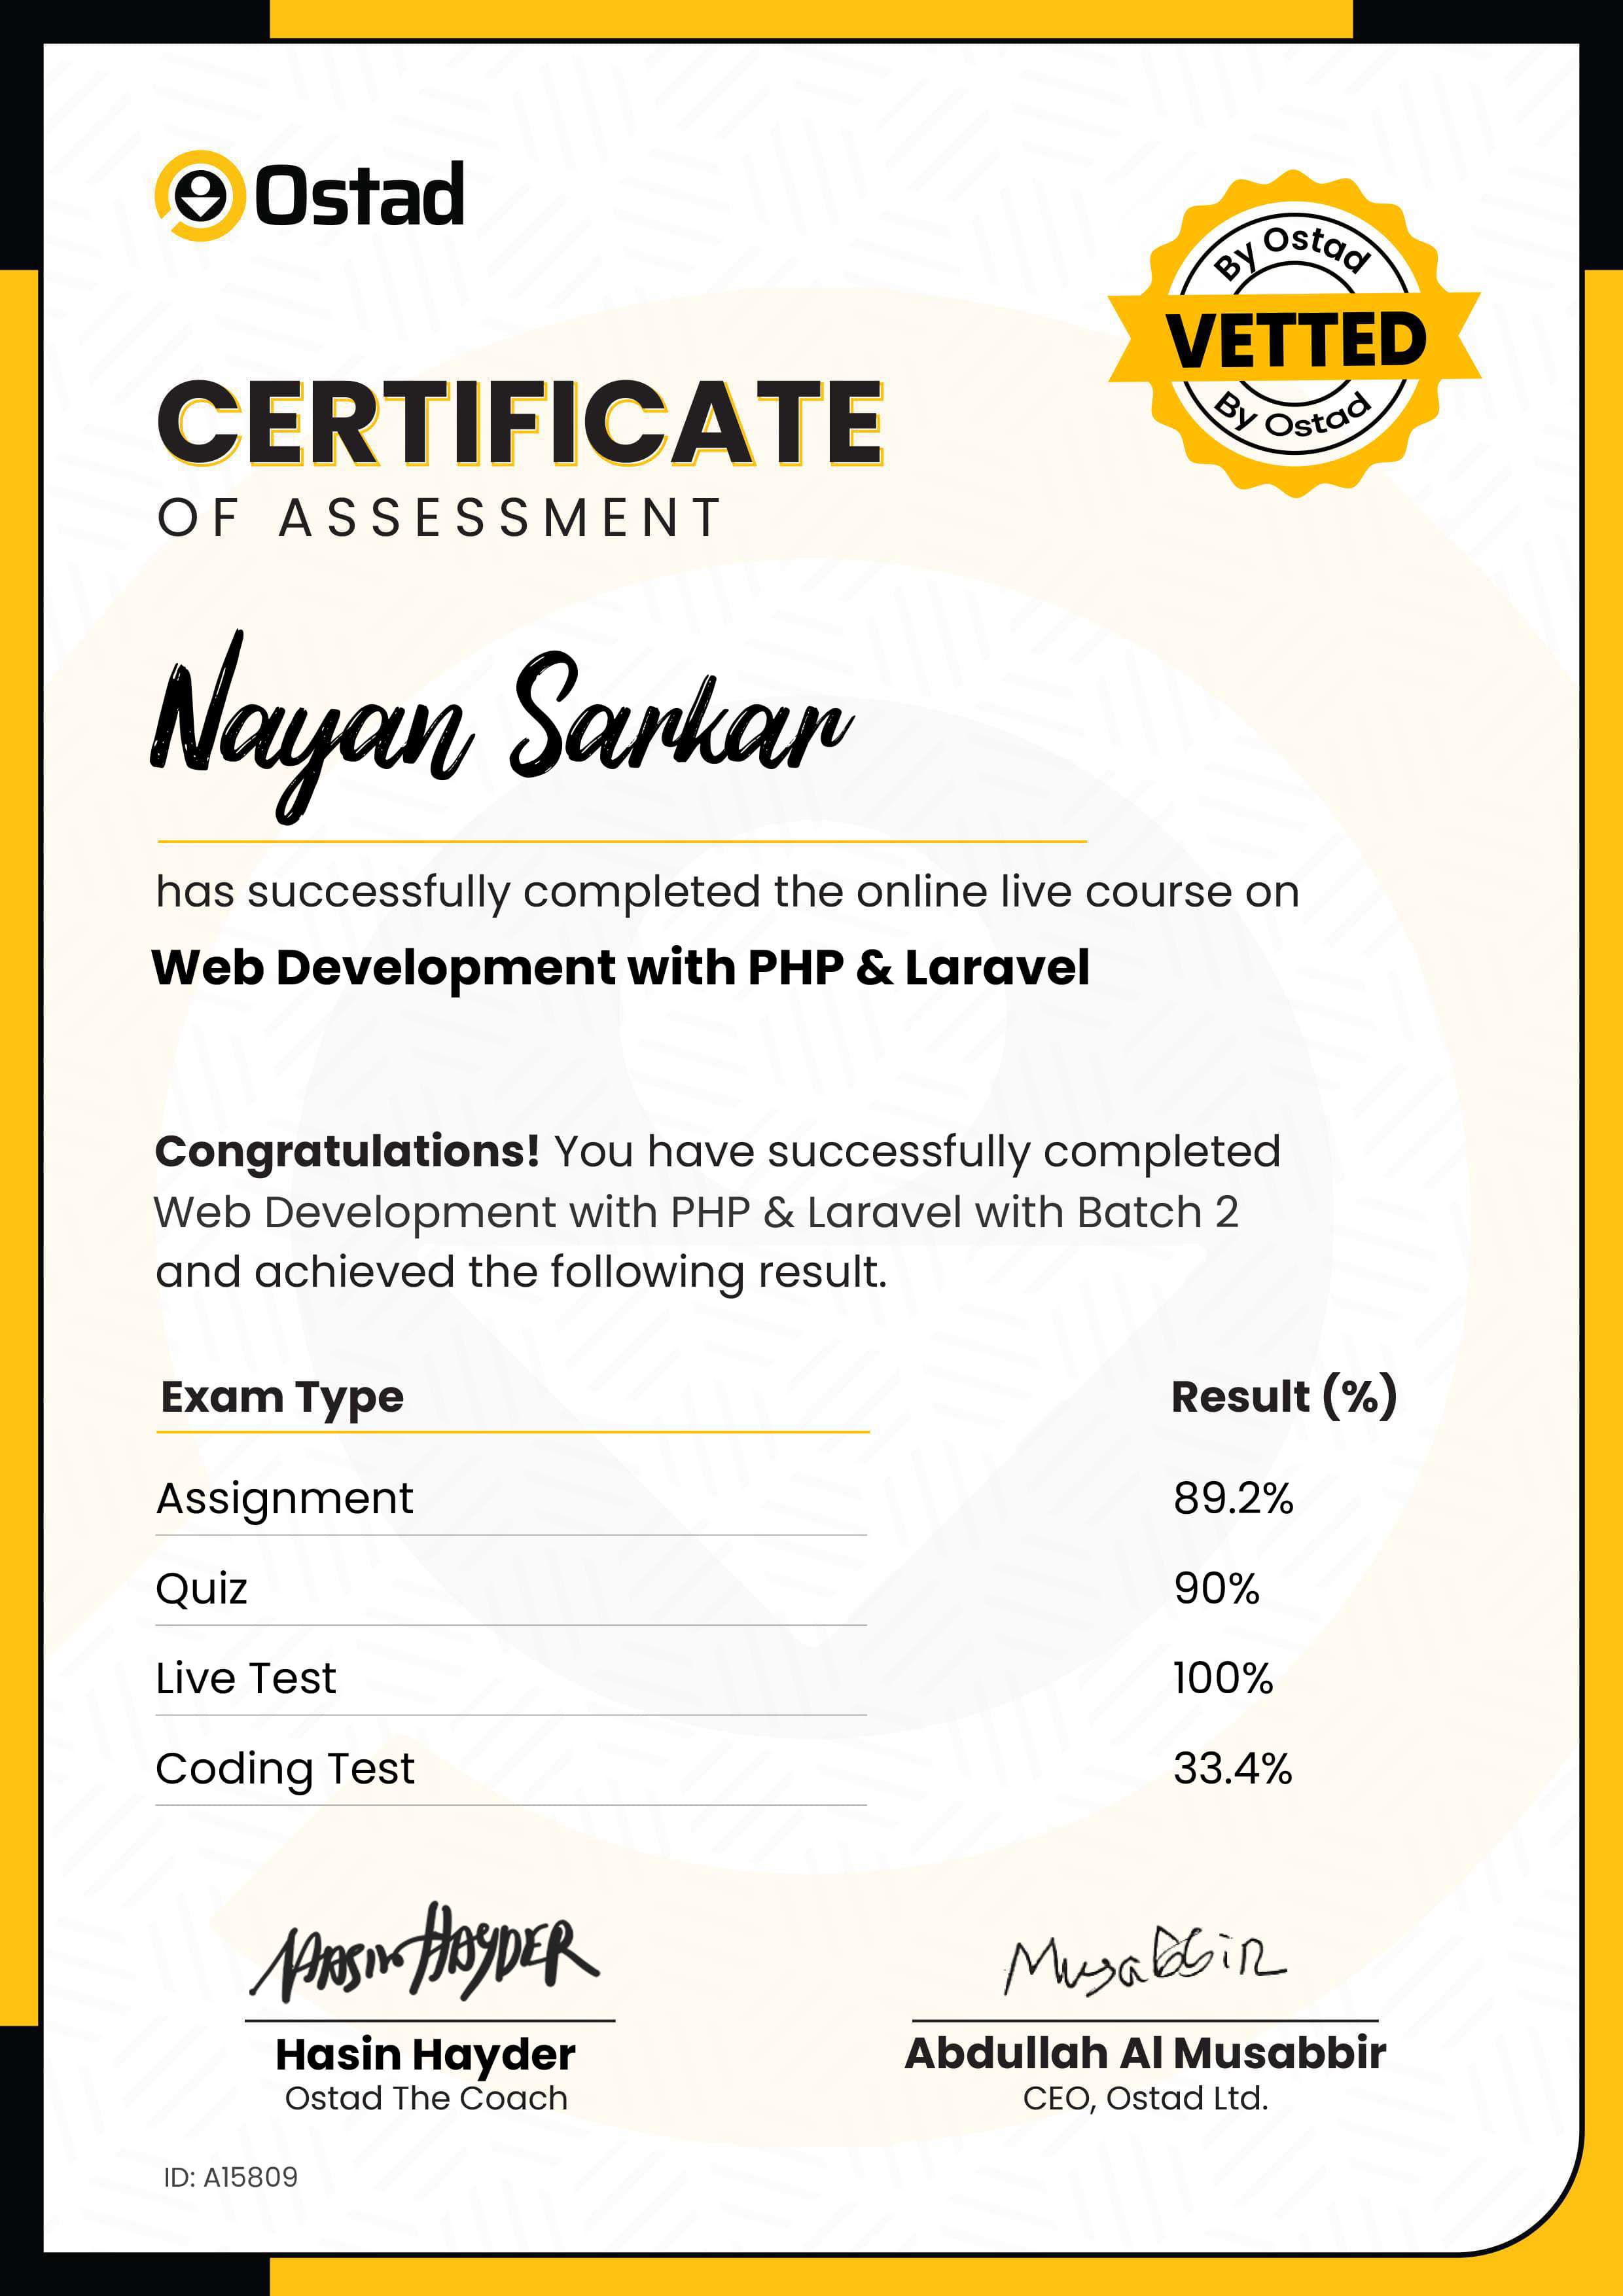 Ostad
By Ostad
VETTED
By Ostad
CERTIFICATE
OF ASSESSMENT
Nayan Sarkar
has successfully completed the online live course on
Web Development with PHP & Laravel
Congratulations! You have successfully completed
Web Development with PHP & Laravel with Batch 2
and achieved the following result.
Exam Type Result (%)
Assignment 89.2%
Quiz 90%
Live Test 100%
Coding Test 33.4%
Hasin Hayder Musabbir
Hasin Hayder Abdullah Al Musabbir
Ostad The Coach CEO, Ostad Ltd.
ID: A15809